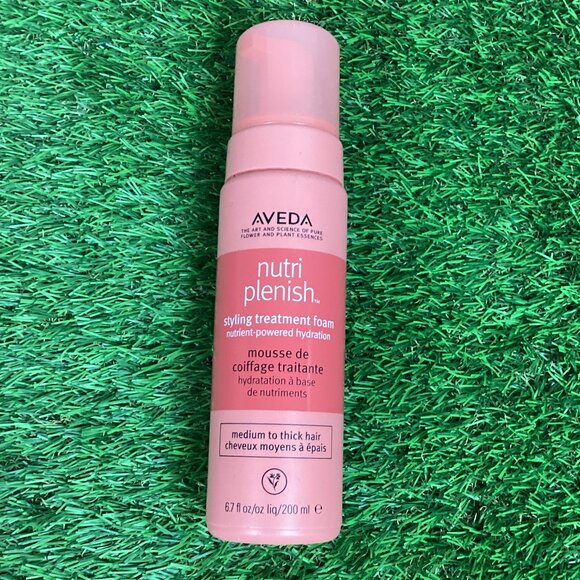 AVEDA
THE ART AND SCIENCE OF PURE
FLOWER AND PLANT ESSENCES
nutri
plenish™
styling treatment foam
nutrient-powered hydration
mousse de
coiffage traitante
hydratation à base
de nutriments
medium to thick hair
cheveux moyens à épais
6.7 fl oz/oz liq/200 ml ℮